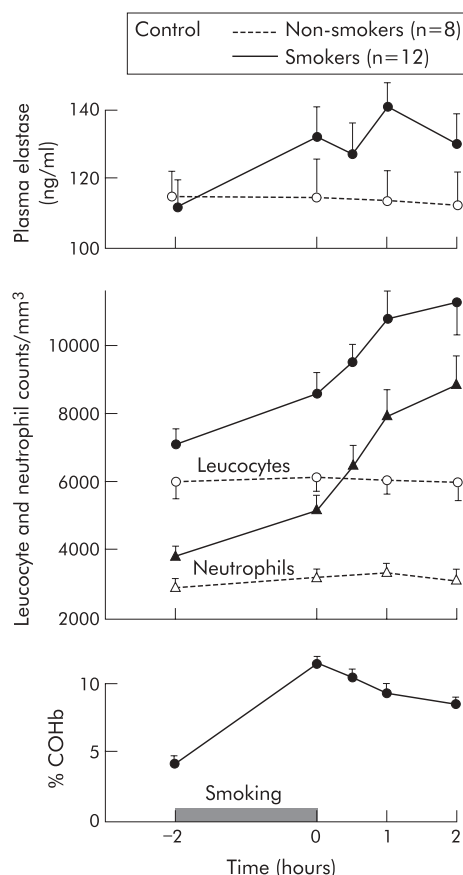 Control
Non-smokers (n=8)
Smokers (n=12)
Plasma elastase
(ng/ml)
140
120
100
Leucocyte and neutrophil counts/mm³
10000
8000
6000
4000
2000
Leucocytes
Neutrophils
% COHb
10
5
0
Smoking
–2
0
1
2
Time (hours)